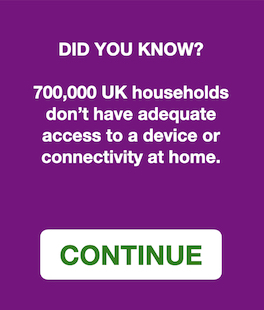 DID YOU KNOW?
700,000 UK households
don’t have adequate
access to a device or
connectivity at home.
CONTINUE